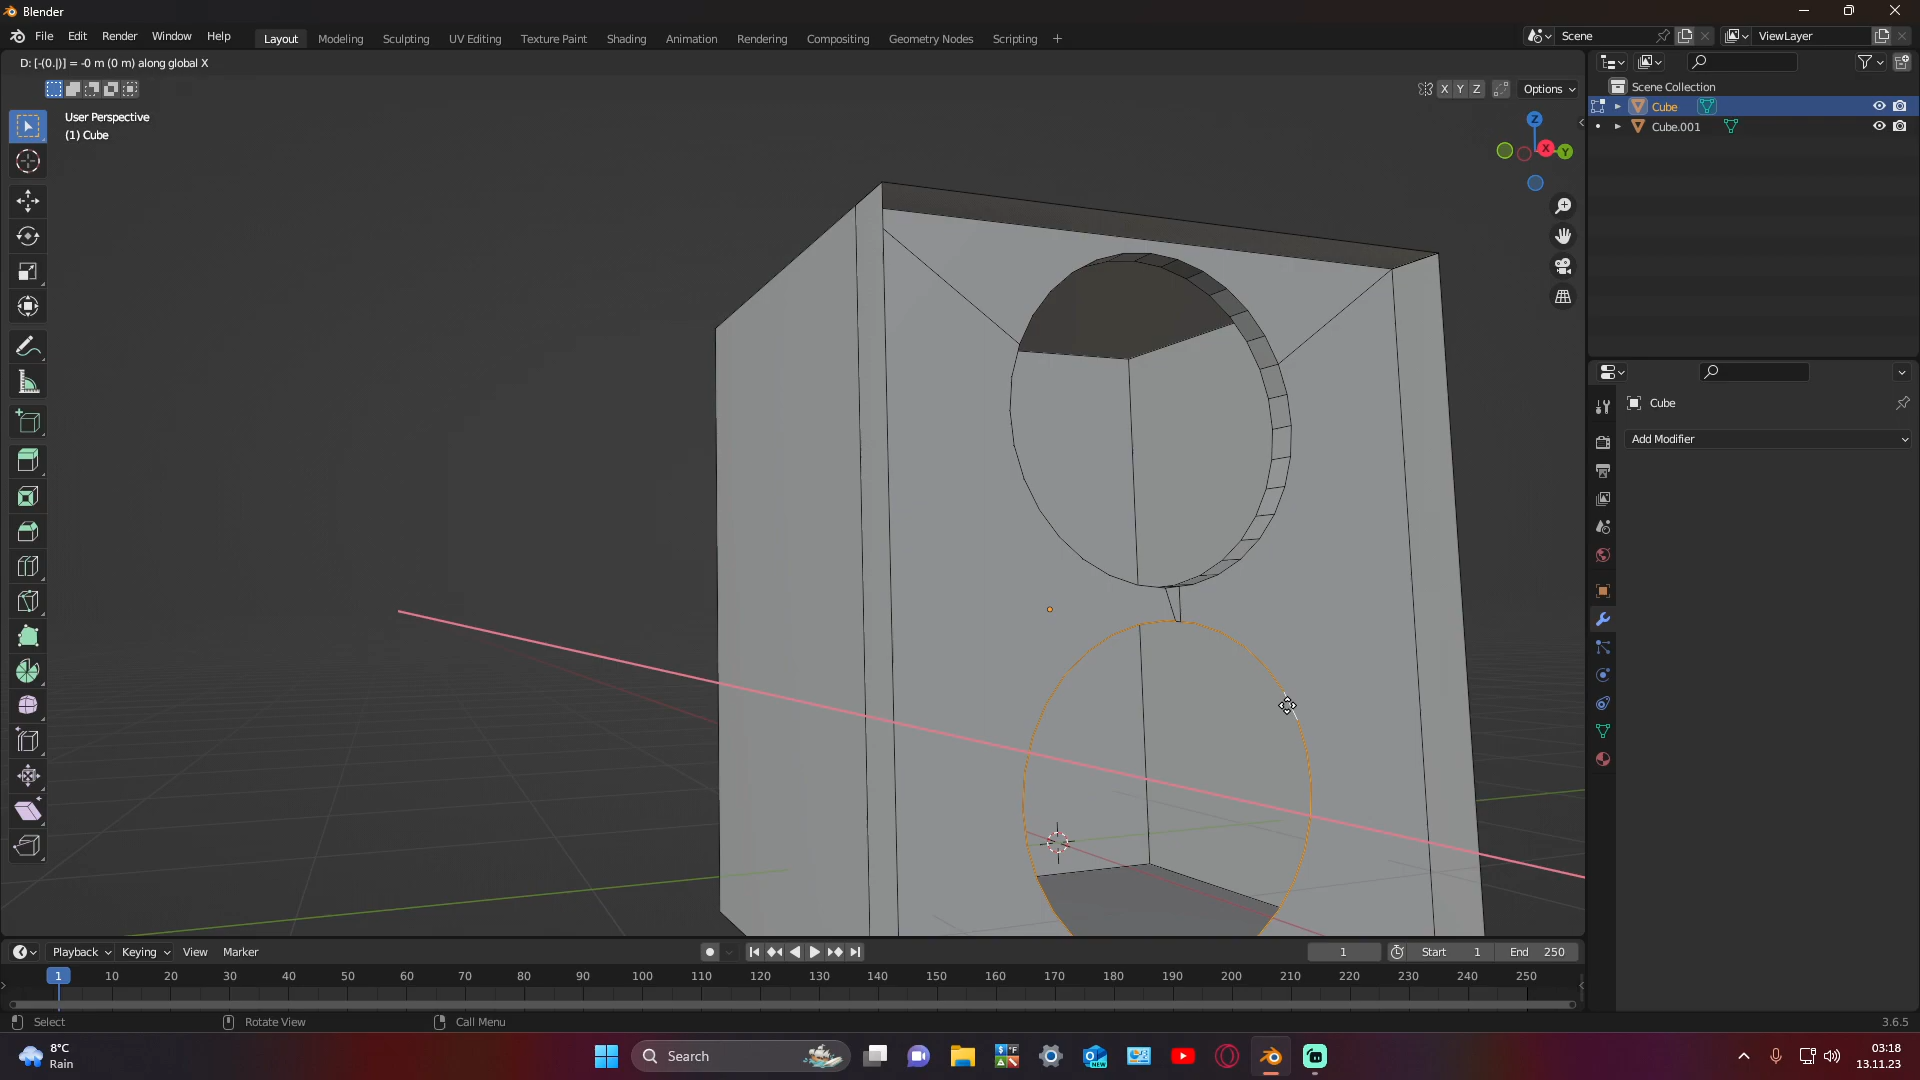 Blender
File Edit Render Window Help
Layout Modeling Sculpting UV Editing Texture Paint Shading Animation Rendering Compositing Geometry Nodes Scripting +
Scene
ViewLayer
D: [-(0.|)] = -0 m (0 m) along global X
X Y Z
Options
User Perspective
(1) Cube
Z
X
Y
Scene Collection
Cube
Cube.001
Cube
Add Modifier
Playback Keying View Marker
1
Start 1
End 250
1 10 20 30 40 50 60 70 80 90 100 110 120 130 140 150 160 170 180 190 200 210 220 230 240 250
Select
Rotate View
Call Menu
3.6.5
8°C
Rain
Search
NEW
03:18
13.11.23